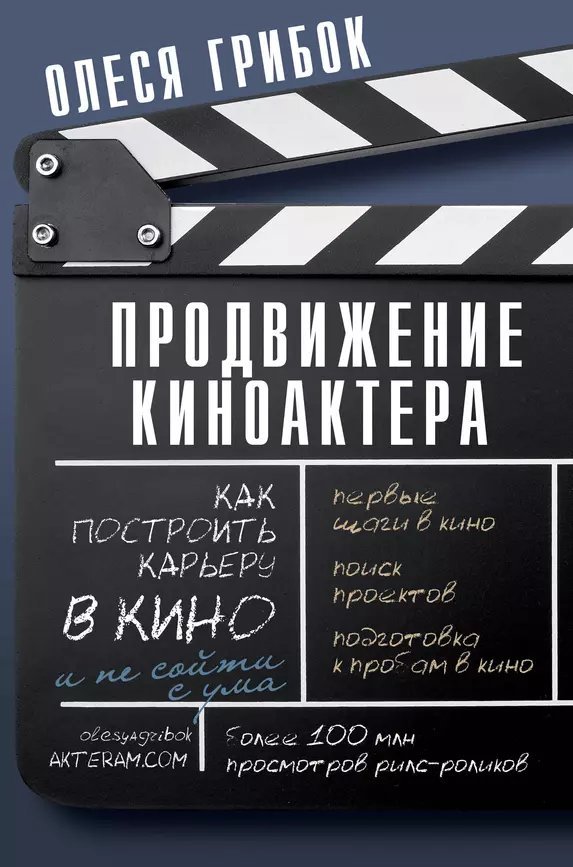 ОЛЕСЯ ГРИБОК
ПРОДВИЖЕНИЕ
КИНОАКТЕРА
КАК
ПОСТРОИТЬ
КАРЬЕРУ
В КИНО
и не сойти
с ума
первые
шаги в кино
поиск
проектов
подготовка
к пробам в кино
olesyagribok
AKTERAM.COM
более 100 млн
просмотров рилс-роликов